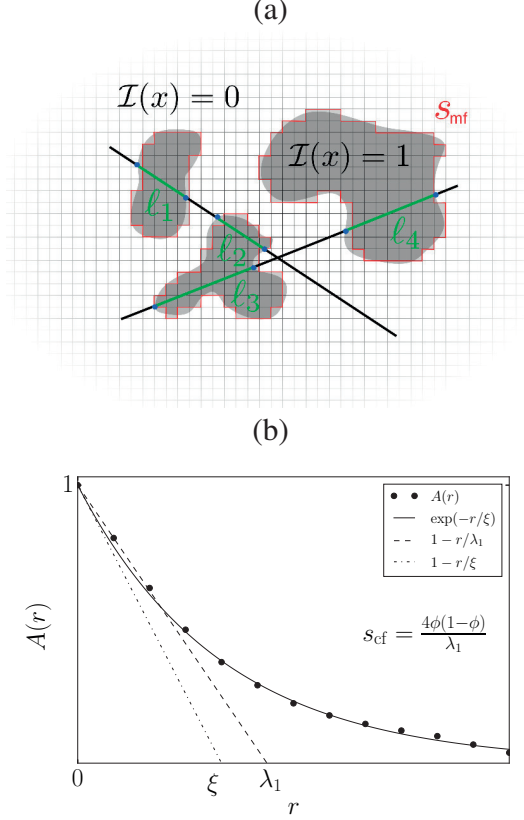 (a)
𝓘(x) = 0
s_mf
𝓘(x) = 1
ℓ₁
ℓ₂
ℓ₄
ℓ₃
(b)
1
A(r)
exp(−r/ξ)
1 − r/λ₁
1 − r/ξ
A(r)
s_cf = 4ϕ(1−ϕ)/λ₁
0
ξ
λ₁
r